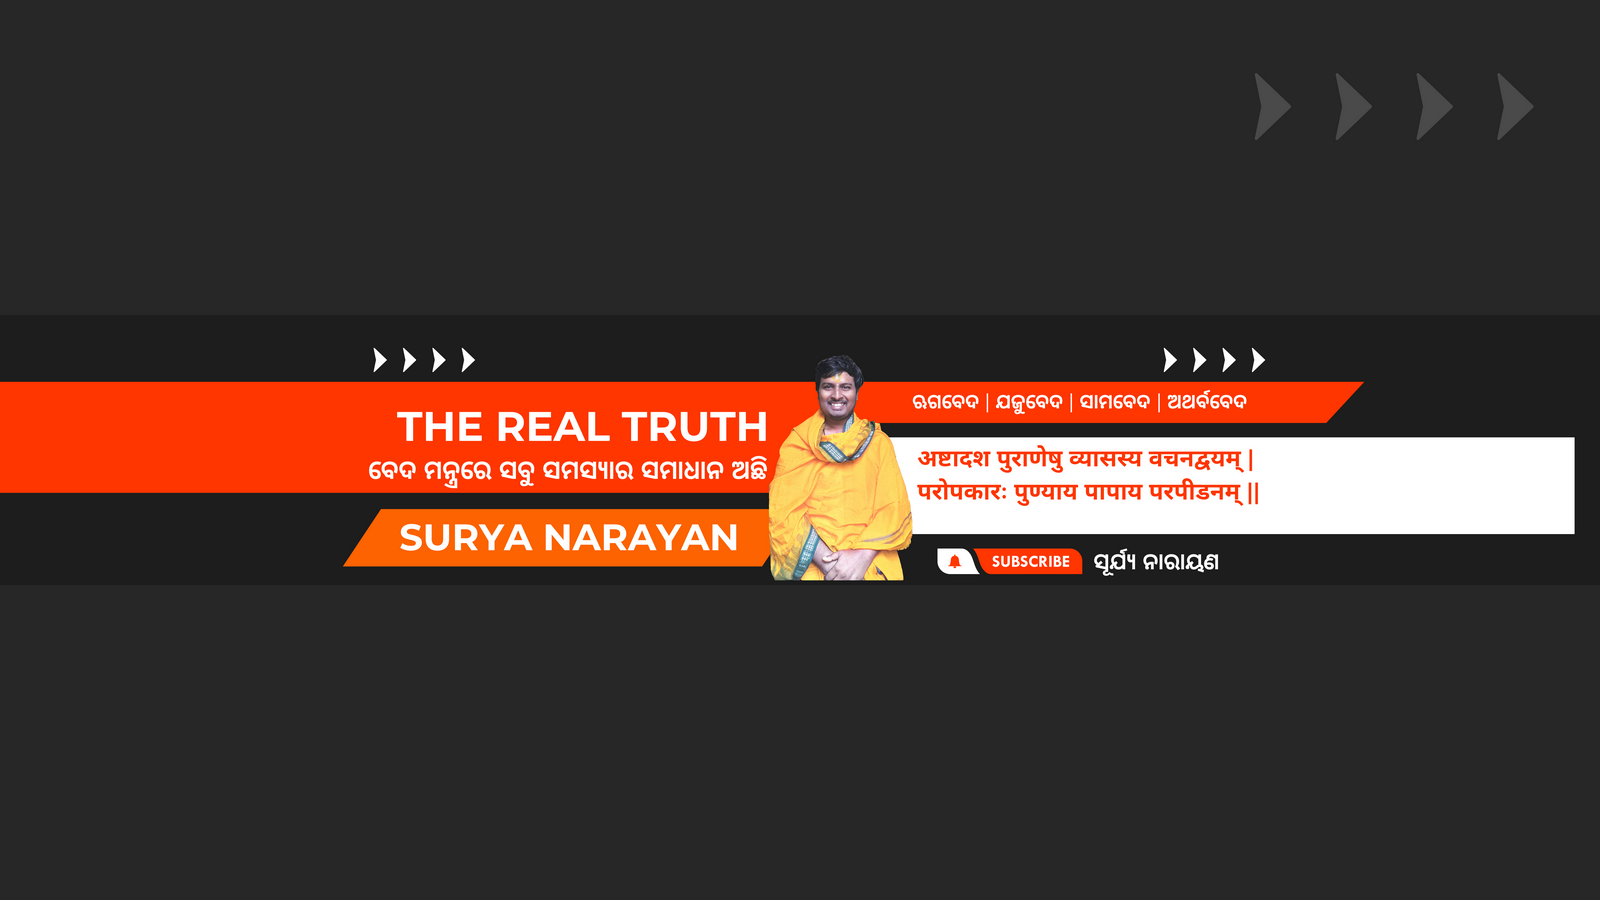 THE REAL TRUTH
ବେଦ ମନ୍ତ୍ରରେ ସବୁ ସମସ୍ୟାର ସମାଧାନ ଅଛି
SURYA NARAYAN
ଋଗବେଦ | ଯଜୁବେଦ | ସାମବେଦ | ଅଥର୍ବବେଦ
अष्टादश पुराणेषु व्यासस्य वचनद्वयम् |
परोपकारः पुण्याय पापाय परपीडनम् ||
SUBSCRIBE ସୂର୍ଯ୍ୟ ନାରାୟଣ